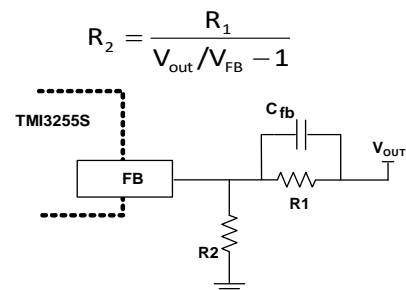 R₂ = R₁ / (V_out/V_FB − 1)
TMI3255S
C_fb
V_OUT
FB
R1
R2